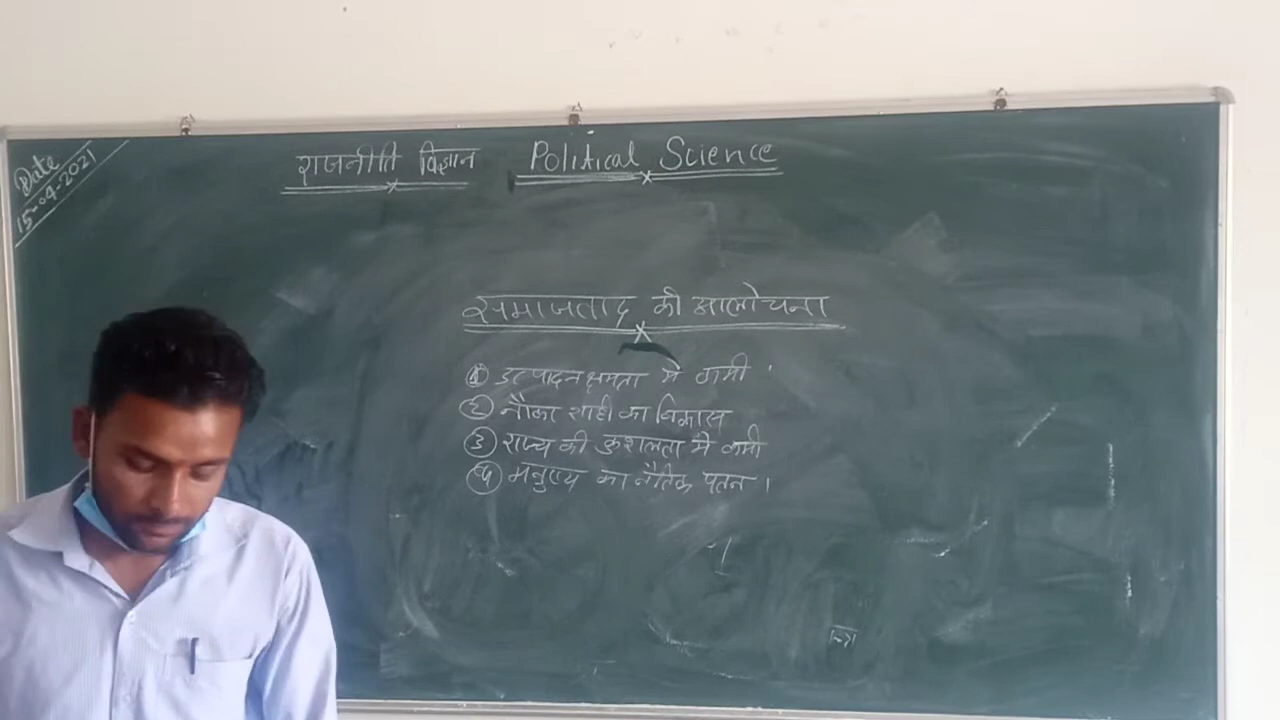 Date
15-04-2021
राजनीति विज्ञान Political Science
समाजवाद की आलोचना
① उत्पादन क्षमता में कमी '
② नौकरशाही का विकास
③ राज्य की कुशलता में कमी
④ मनुष्य का नैतिक पतन ।